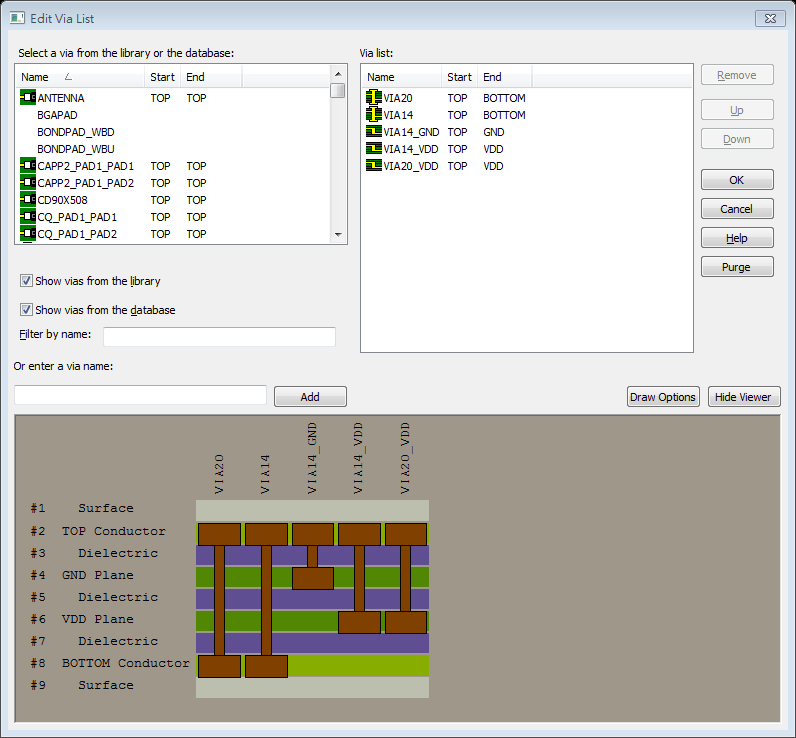 Edit Via List
Select a via from the library or the database:
Name Start End
ANTENNA TOP TOP
BGAPAD
BONDPAD_WBD
BONDPAD_WBU
CAPP2_PAD1_PAD1 TOP TOP
CAPP2_PAD1_PAD2 TOP TOP
CD90X508 TOP TOP
CQ_PAD1_PAD1 TOP TOP
CQ_PAD1_PAD2 TOP TOP
Show vias from the library
Show vias from the database
Filter by name:
Or enter a via name:
Add
Via list:
Name Start End
VIA20 TOP BOTTOM
VIA14 TOP BOTTOM
VIA14_GND TOP GND
VIA14_VDD TOP VDD
VIA20_VDD TOP VDD
Remove
Up
Down
OK
Cancel
Help
Purge
Draw Options
Hide Viewer
VIA20
VIA14
VIA14_GND
VIA14_VDD
VIA20_VDD
#1 Surface
#2 TOP Conductor
#3 Dielectric
#4 GND Plane
#5 Dielectric
#6 VDD Plane
#7 Dielectric
#8 BOTTOM Conductor
#9 Surface